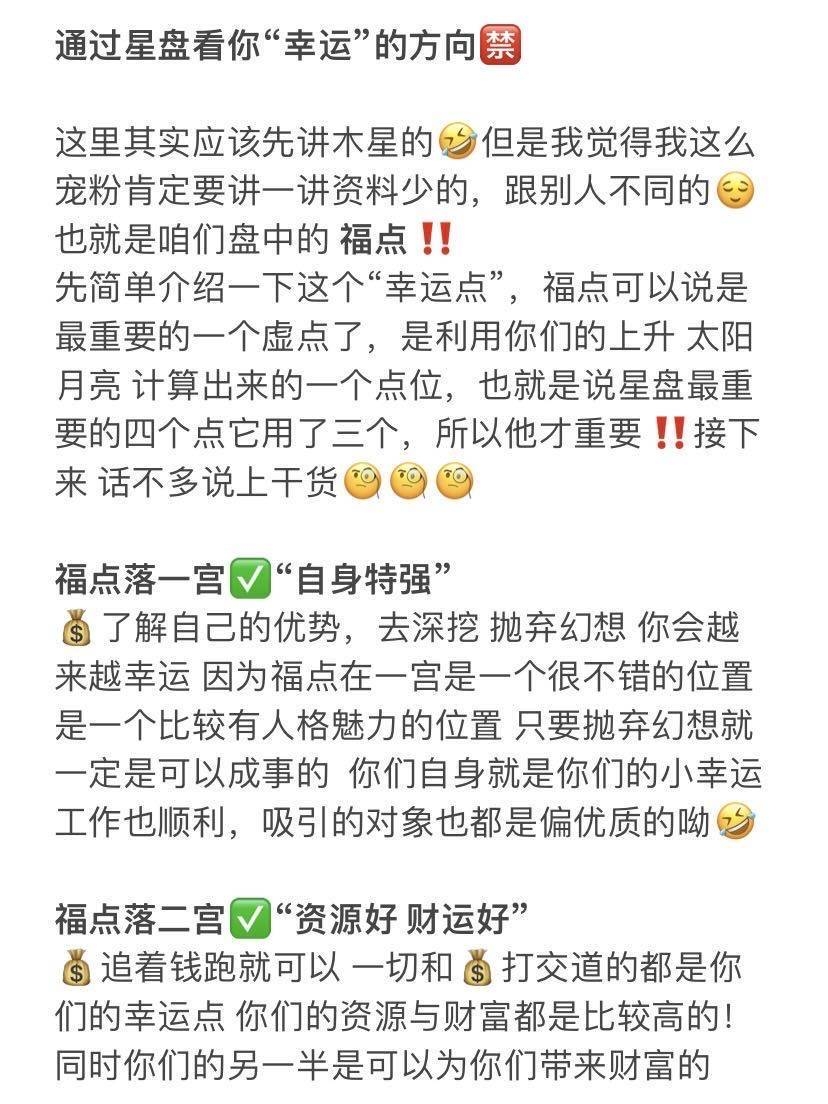 通过星盘看你“幸运”的方向🈲
这里其实应该先讲木星的🤣但是我觉得我这么
宠粉肯定要讲一讲资料少的，跟别人不同的😌
也就是咱们盘中的 福点 ‼️
先简单介绍一下这个“幸运点”，福点可以说是
最重要的一个虚点了，是利用你们的上升 太阳
月亮 计算出来的一个点位，也就是说星盘最重
要的四个点它用了三个，所以他才重要 ‼️接下
来 话不多说上干货🧐🧐🧐
福点落一宫✅“自身特强”
💰了解自己的优势，去深挖 抛弃幻想 你会越
来越幸运 因为福点在一宫是一个很不错的位置
是一个比较有人格魅力的位置 只要抛弃幻想就
一定是可以成事的 你们自身就是你们的小幸运
工作也顺利，吸引的对象也都是偏优质的呦🤣
福点落二宫✅“资源好 财运好”
💰追着钱跑就可以 一切和💰打交道的都是你
们的幸运点 你们的资源与财富都是比较高的！
同时你们的另一半是可以为你们带来财富的